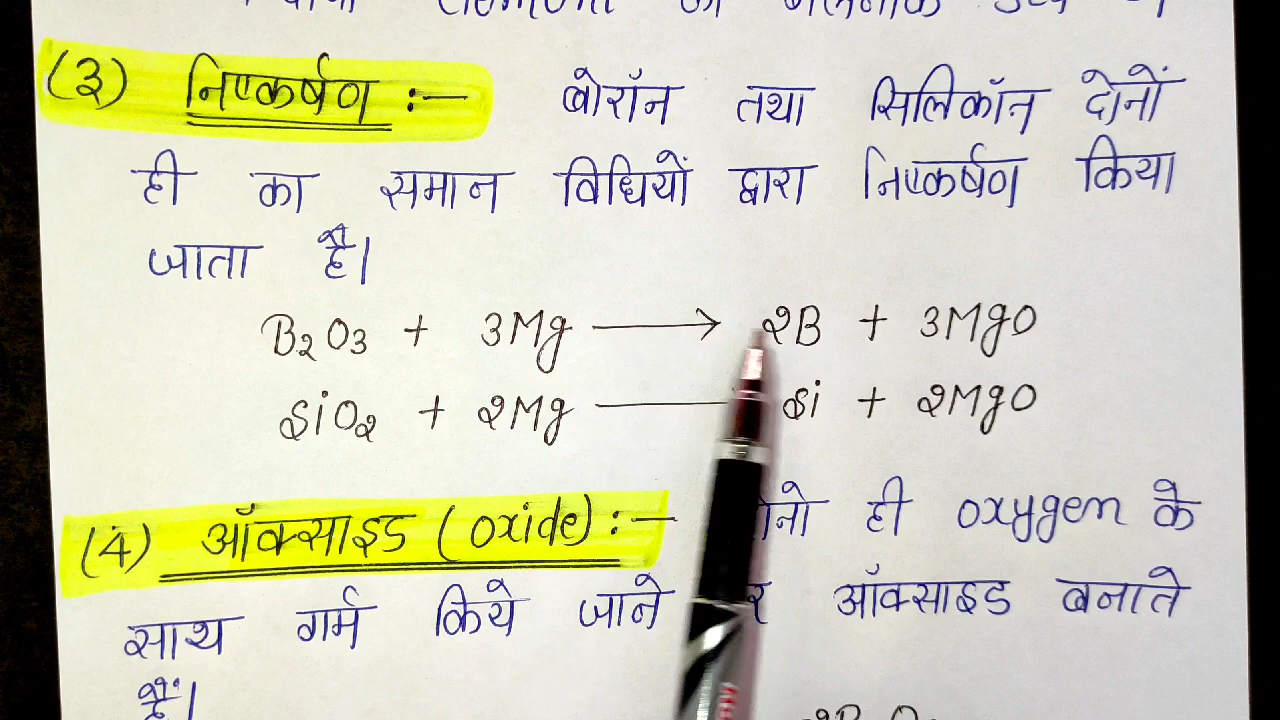 (3) निष्कर्षण :— बोरॉन तथा सिलिकॉन दोनों
ही का समान विधियों द्वारा निष्कर्षण किया
जाता है।
B₂O₃ + 3Mg ⟶ 2B + 3MgO
SiO₂ + 2Mg ⟶ Si + 2MgO
(4) ऑक्साइड (oxide) :— ही oxygen के
साथ गर्म किये जाने ऑक्साइड बनाते
हैं।